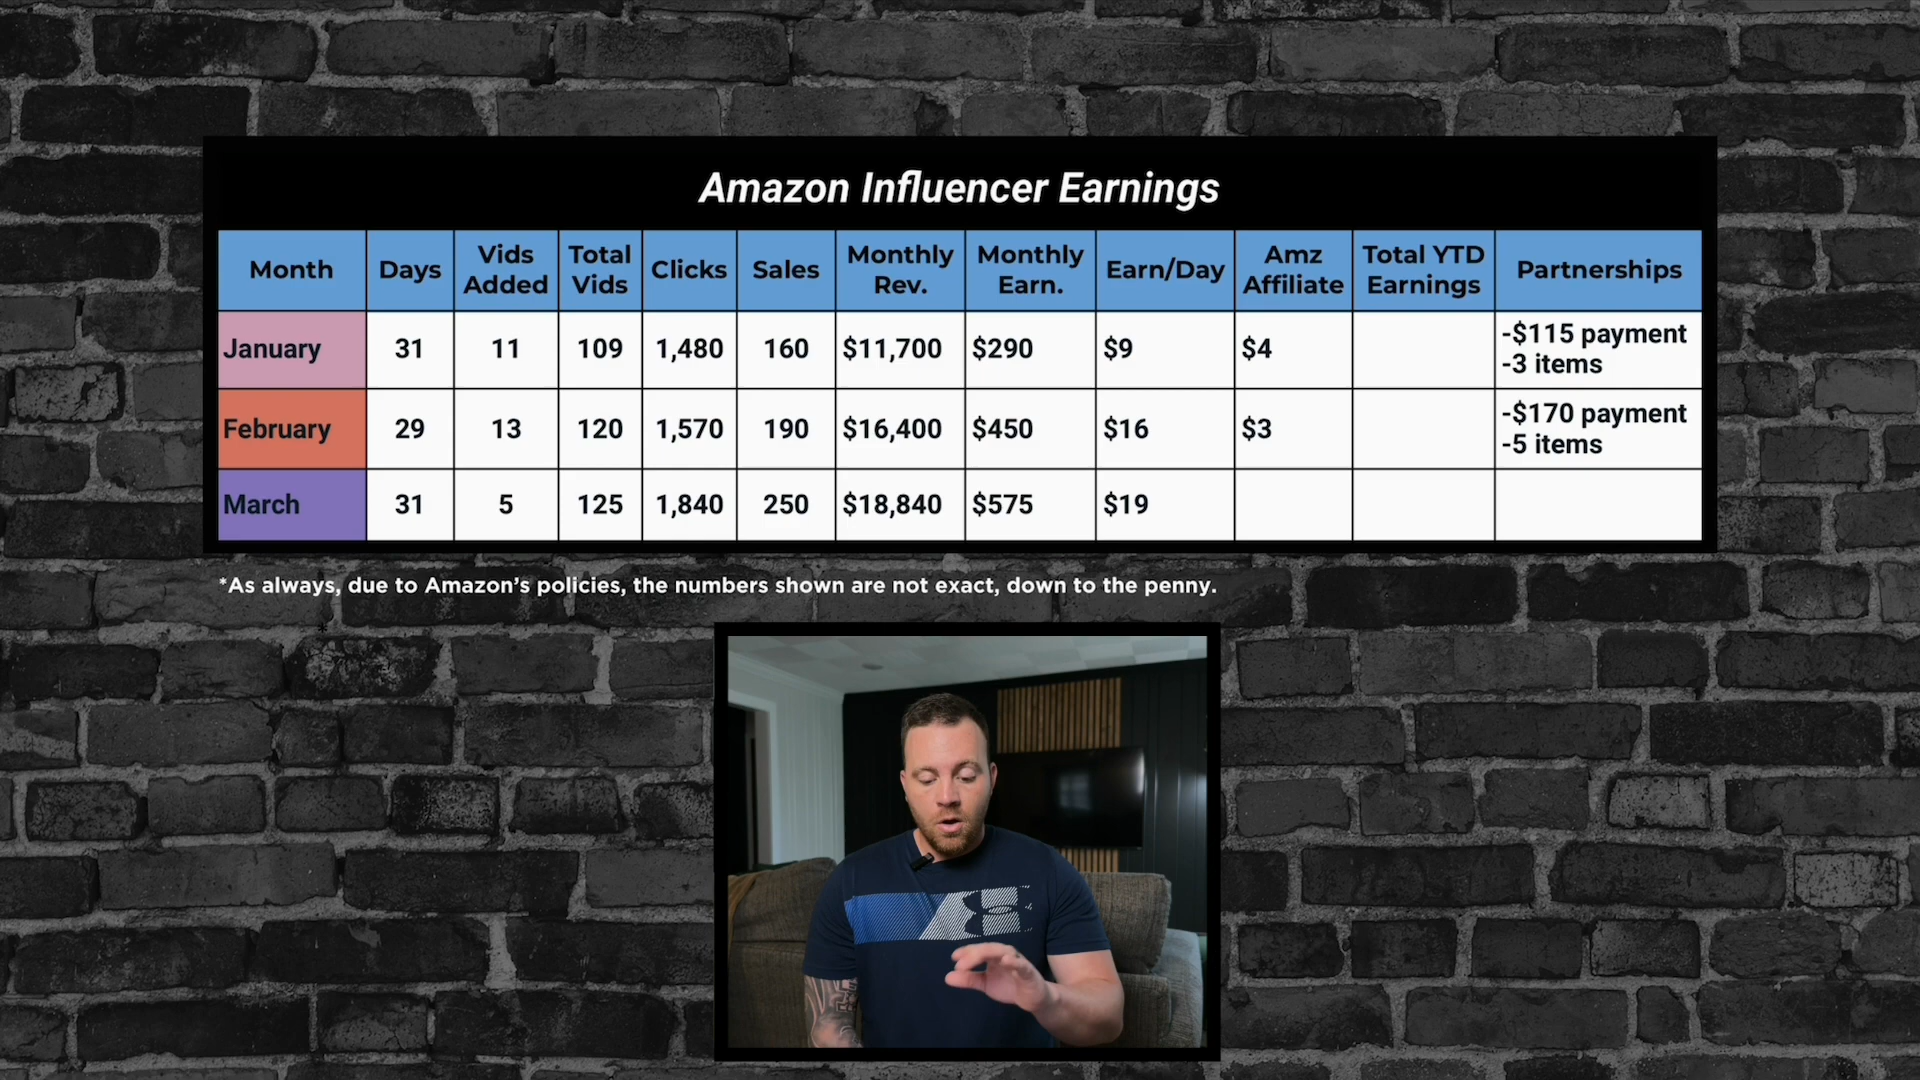 Amazon Influencer Earnings
Month Days Vids Added Total Vids Clicks Sales Monthly Rev. Monthly Earn. Earn/Day Amz Affiliate Total YTD Earnings Partnerships
January 31 11 109 1,480 160 $11,700 $290 $9 $4 -$115 payment
-3 items
February 29 13 120 1,570 190 $16,400 $450 $16 $3 -$170 payment
-5 items
March 31 5 125 1,840 250 $18,840 $575 $19
*As always, due to Amazon's policies, the numbers shown are not exact, down to the penny.